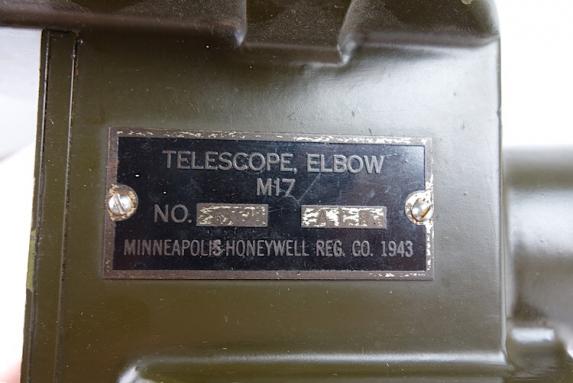 TELESCOPE, ELBOW
M17
NO.
MINNEAPOLIS-HONEYWELL REG. CO. 1943